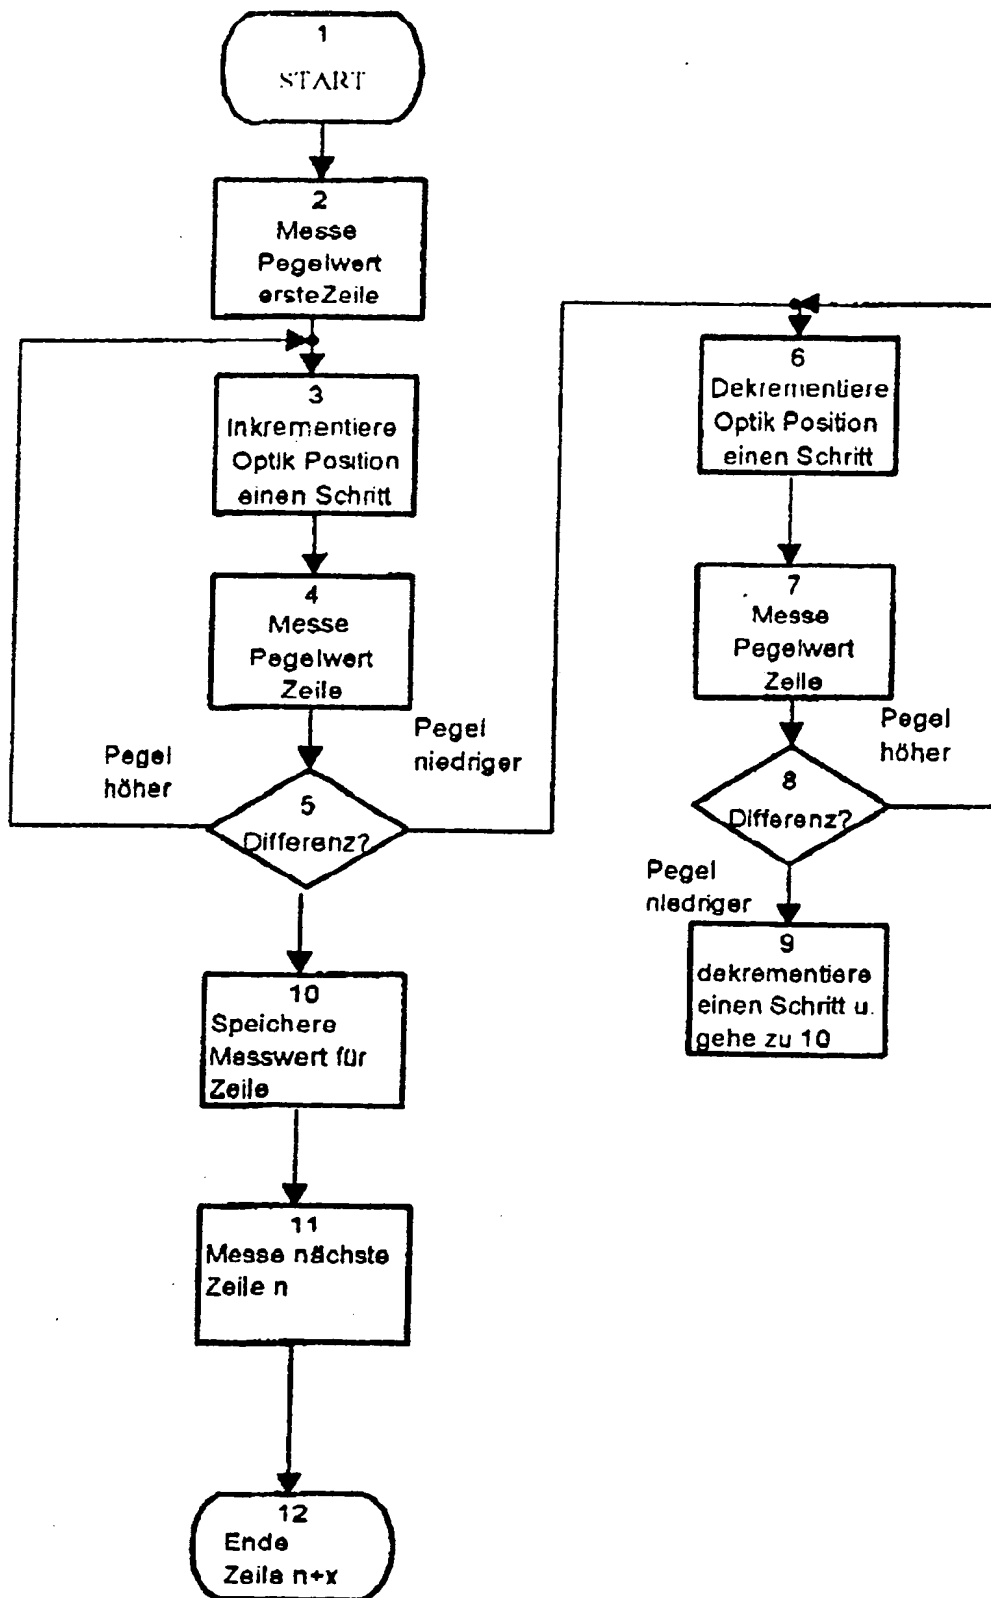 1
START
2
Messe
Pegelwert
ersteZeile
3
Inkrementiere
Optik Position
einen Schritt
4
Messe
Pegelwert
Zeile
Pegel
höher
Pegel
niedriger
5
Differenz?
6
Dekrementiere
Optik Position
einen Schritt
7
Messe
Pegelwert
Zeile
Pegel
höher
8
Differenz?
Pegel
niedriger
9
dekrementiere
einen Schritt u.
gehe zu 10
10
Speichere
Messwert für
Zeile
11
Messe nächste
Zeile n
12
Ende
Zeile n+x